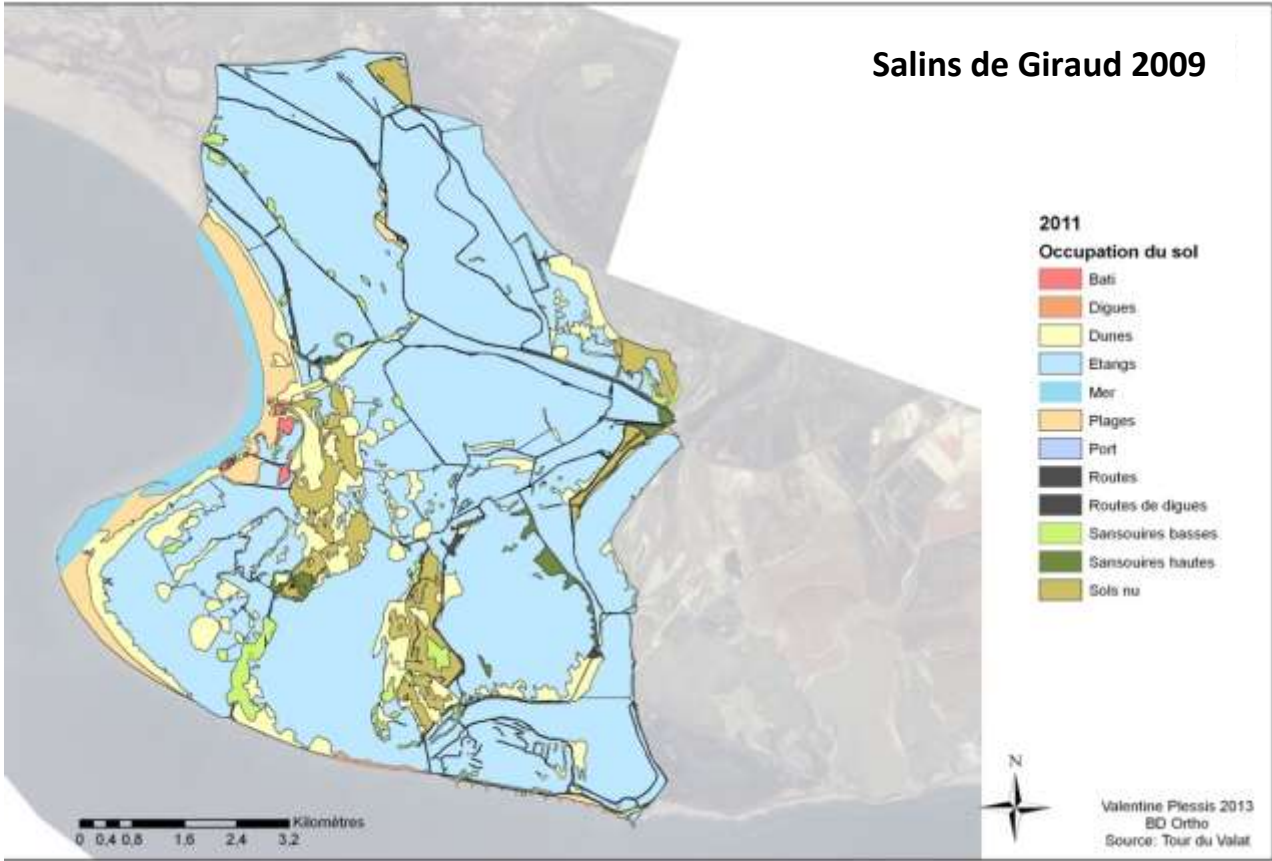 Salins de Giraud 2009
2011
Occupation du sol
Bati
Digues
Dunes
Etangs
Mer
Plages
Port
Routes
Routes de digues
Sansouires basses
Sansouires hautes
Sols nu
N
Kilomètres
0 0,4 0,8 1,6 2,4 3,2
Valentine Plessis 2013
BD Ortho
Source: Tour du Valat